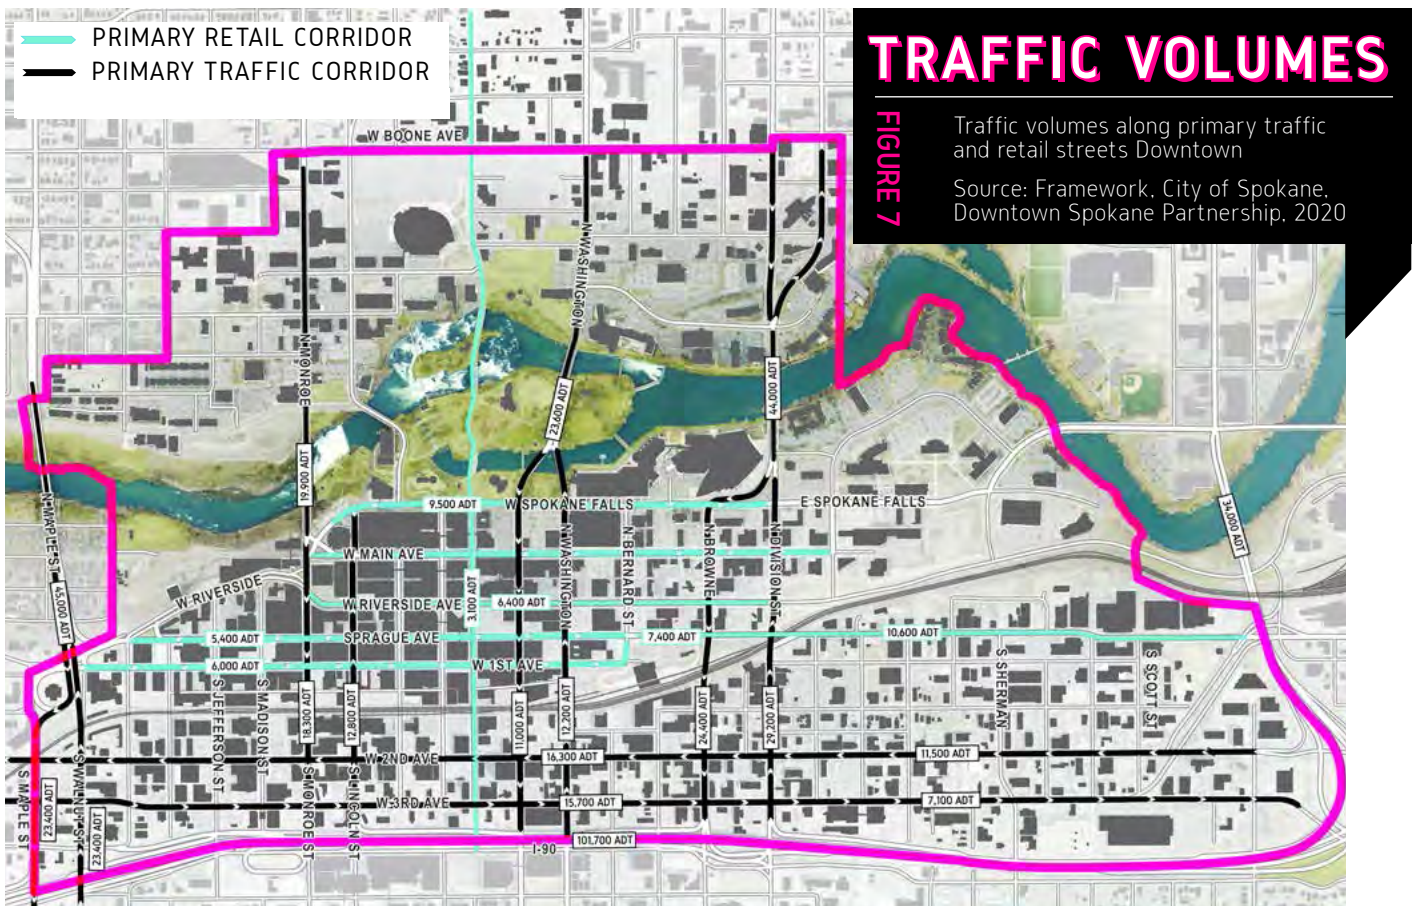 PRIMARY RETAIL CORRIDOR
PRIMARY TRAFFIC CORRIDOR
TRAFFIC VOLUMES
FIGURE 7
Traffic volumes along primary traffic
and retail streets Downtown
Source: Framework, City of Spokane,
Downtown Spokane Partnership, 2020
W BOONE AVE
N WASHINGTON
N MONROE
44,000 ADT
23,600 ADT
19,900 ADT
N MAPLE ST
45,000 ADT
9,500 ADT
W SPOKANE FALLS
E SPOKANE FALLS
34,000 ADT
W MAIN AVE
N WASHINGTON
N BERNARD ST
N BROWNE
N DIVISION ST
W RIVERSIDE
W RIVERSIDE AVE
3,100 ADT
6,400 ADT
5,400 ADT
SPRAGUE AVE
7,400 ADT
10,600 ADT
6,000 ADT
W 1ST AVE
S JEFFERSON ST
S MADISON ST
18,300 ADT
12,800 ADT
11,000 ADT
12,200 ADT
24,400 ADT
29,200 ADT
S SHERMAN
S SCOTT ST
W 2ND AVE
16,300 ADT
11,500 ADT
S MAPLE ST
23,400 ADT
S WALNUT ST
23,400 ADT
W 3RD AVE
15,700 ADT
7,100 ADT
S MONROE ST
S LINCOLN ST
I-90
101,700 ADT